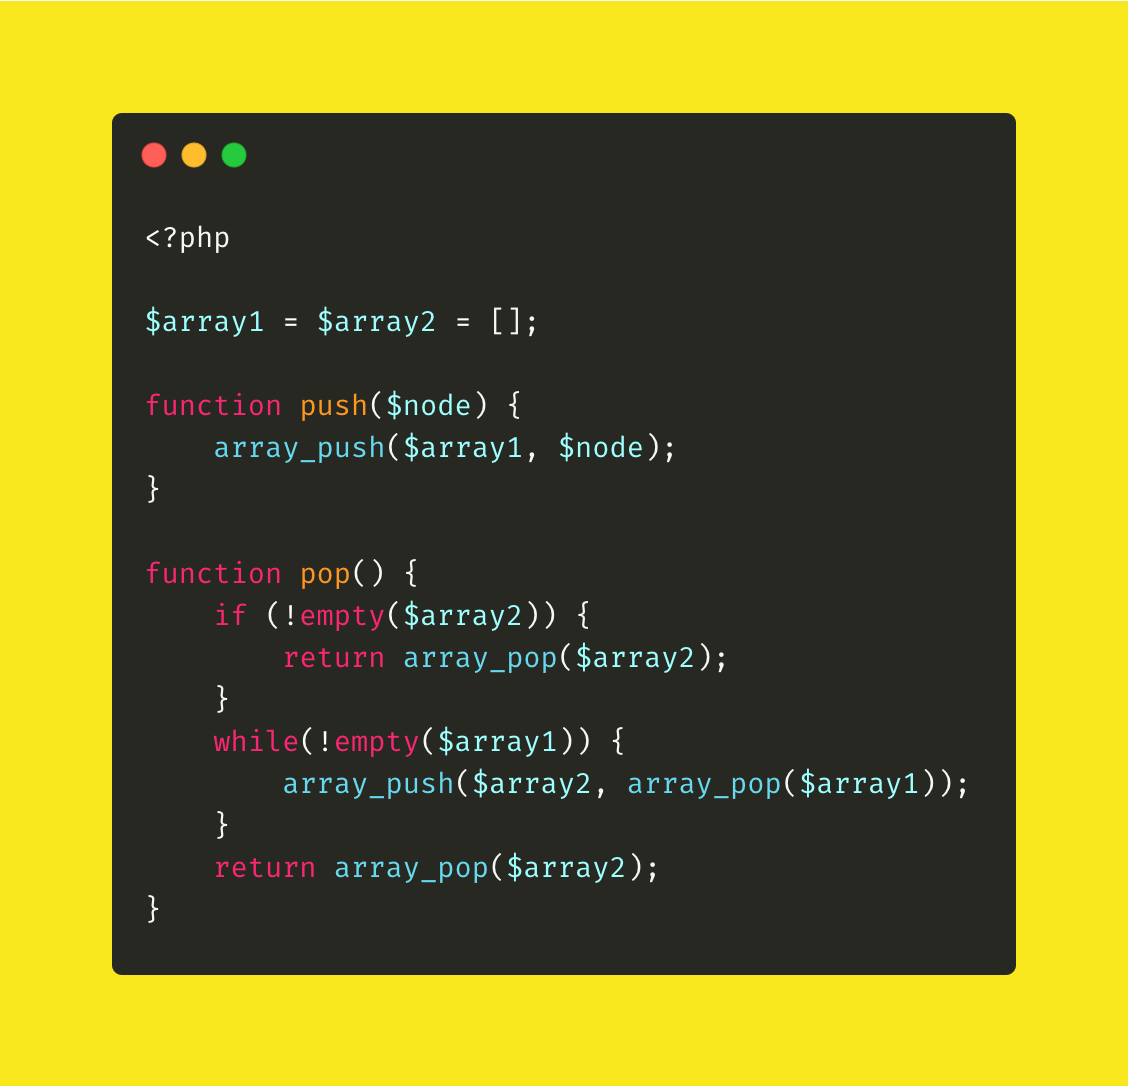 <?php
$array1 = $array2 = [];
function push($node) {
    array_push($array1, $node);
}
function pop() {
    if (!empty($array2)) {
        return array_pop($array2);
    }
    while(!empty($array1)) {
        array_push($array2, array_pop($array1));
    }
    return array_pop($array2);
}